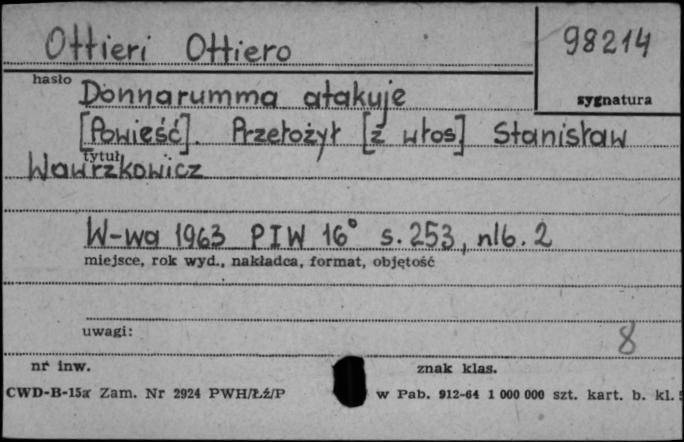 Ottieri Ottiero
98214
hasło
sygnatura
Donnarumma atakuje
[Powieść]. Przełożył [z włos] Stanisław
tytuł
Wawrzkowicz
W-wa 1963 PIW 16° s. 253, nlb. 2
miejsce, rok wyd., nakładca, format, objętość
uwagi:
8
nr inw.
znak klas.
CWD-B-15a Zam. Nr 2924 PWH/Łź/P
w Pab. 912-64 1 000 000 szt. kart. b. kl.